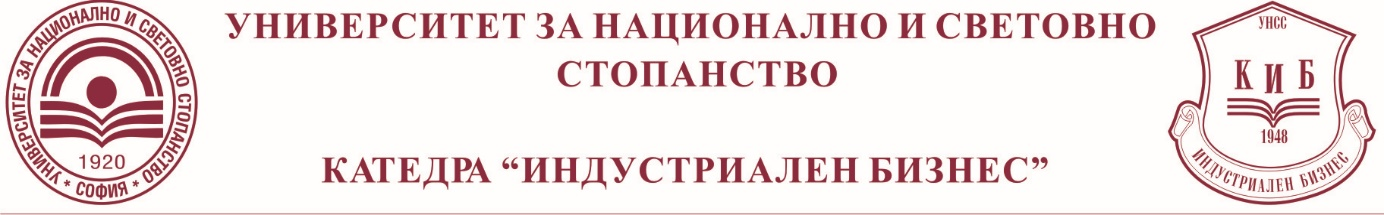 УНИВЕРСИТЕТ ЗА НАЦИОНАЛНО И СВЕТОВНО СТОПАНСТВО * СОФИЯ *
1920
УНИВЕРСИТЕТ ЗА НАЦИОНАЛНО И СВЕТОВНО
СТОПАНСТВО
КАТЕДРА “ИНДУСТРИАЛЕН БИЗНЕС”
УНСС
К И Б
1948
ИНДУСТРИАЛЕН БИЗНЕС